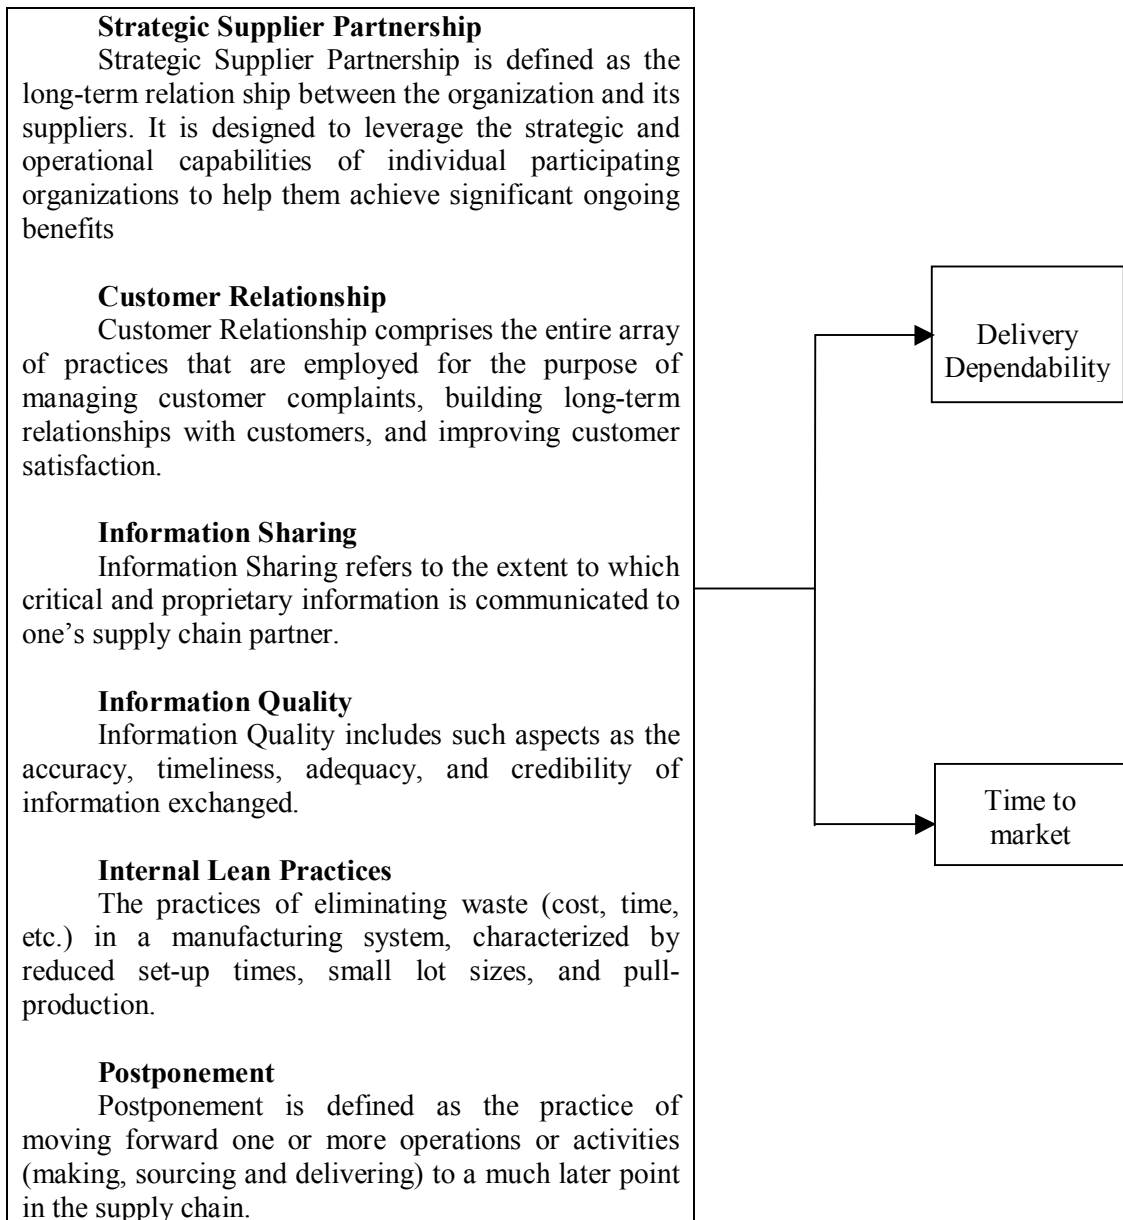 Strategic Supplier Partnership
Strategic Supplier Partnership is defined as the
long-term relation ship between the organization and its
suppliers. It is designed to leverage the strategic and
operational capabilities of individual participating
organizations to help them achieve significant ongoing
benefits
Customer Relationship
Customer Relationship comprises the entire array
of practices that are employed for the purpose of
managing customer complaints, building long-term
relationships with customers, and improving customer
satisfaction.
Information Sharing
Information Sharing refers to the extent to which
critical and proprietary information is communicated to
one’s supply chain partner.
Information Quality
Information Quality includes such aspects as the
accuracy, timeliness, adequacy, and credibility of
information exchanged.
Internal Lean Practices
The practices of eliminating waste (cost, time,
etc.) in a manufacturing system, characterized by
reduced set-up times, small lot sizes, and pull-
production.
Postponement
Postponement is defined as the practice of
moving forward one or more operations or activities
(making, sourcing and delivering) to a much later point
in the supply chain.
Delivery
Dependability
Time to
market